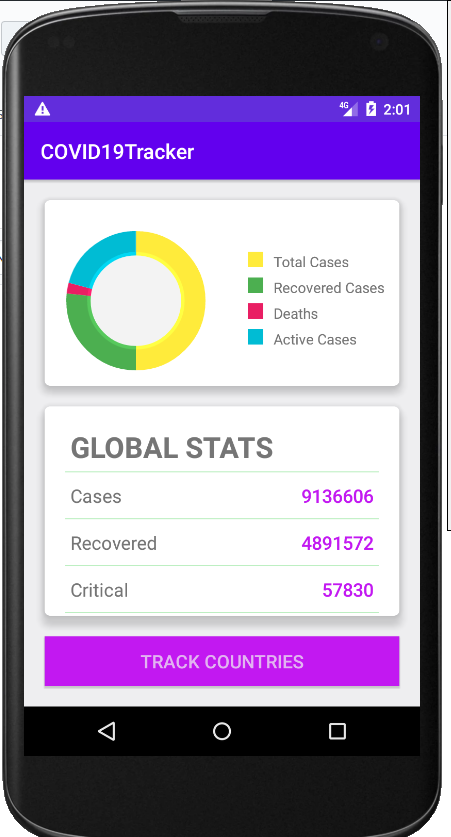 4G 2:01
COVID19Tracker
Total Cases
Recovered Cases
Deaths
Active Cases
GLOBAL STATS
Cases 9136606
Recovered 4891572
Critical 57830
TRACK COUNTRIES